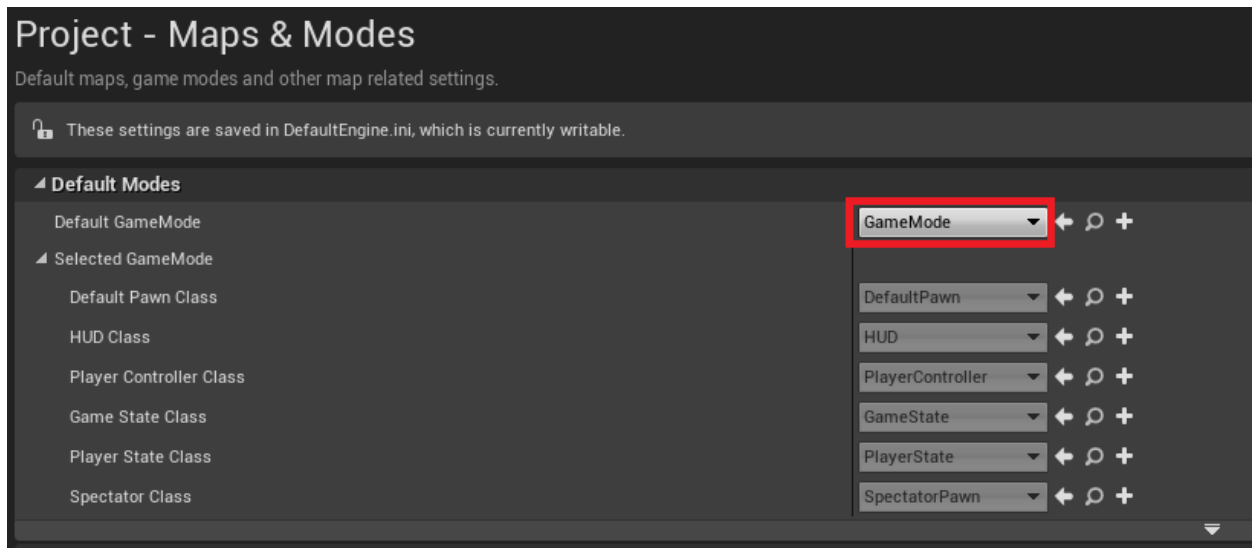 Project - Maps & Modes
Default maps, game modes and other map related settings.
These settings are saved in DefaultEngine.ini, which is currently writable.
Default Modes
Default GameMode GameMode
Selected GameMode
Default Pawn Class DefaultPawn
HUD Class HUD
Player Controller Class PlayerController
Game State Class GameState
Player State Class PlayerState
Spectator Class SpectatorPawn